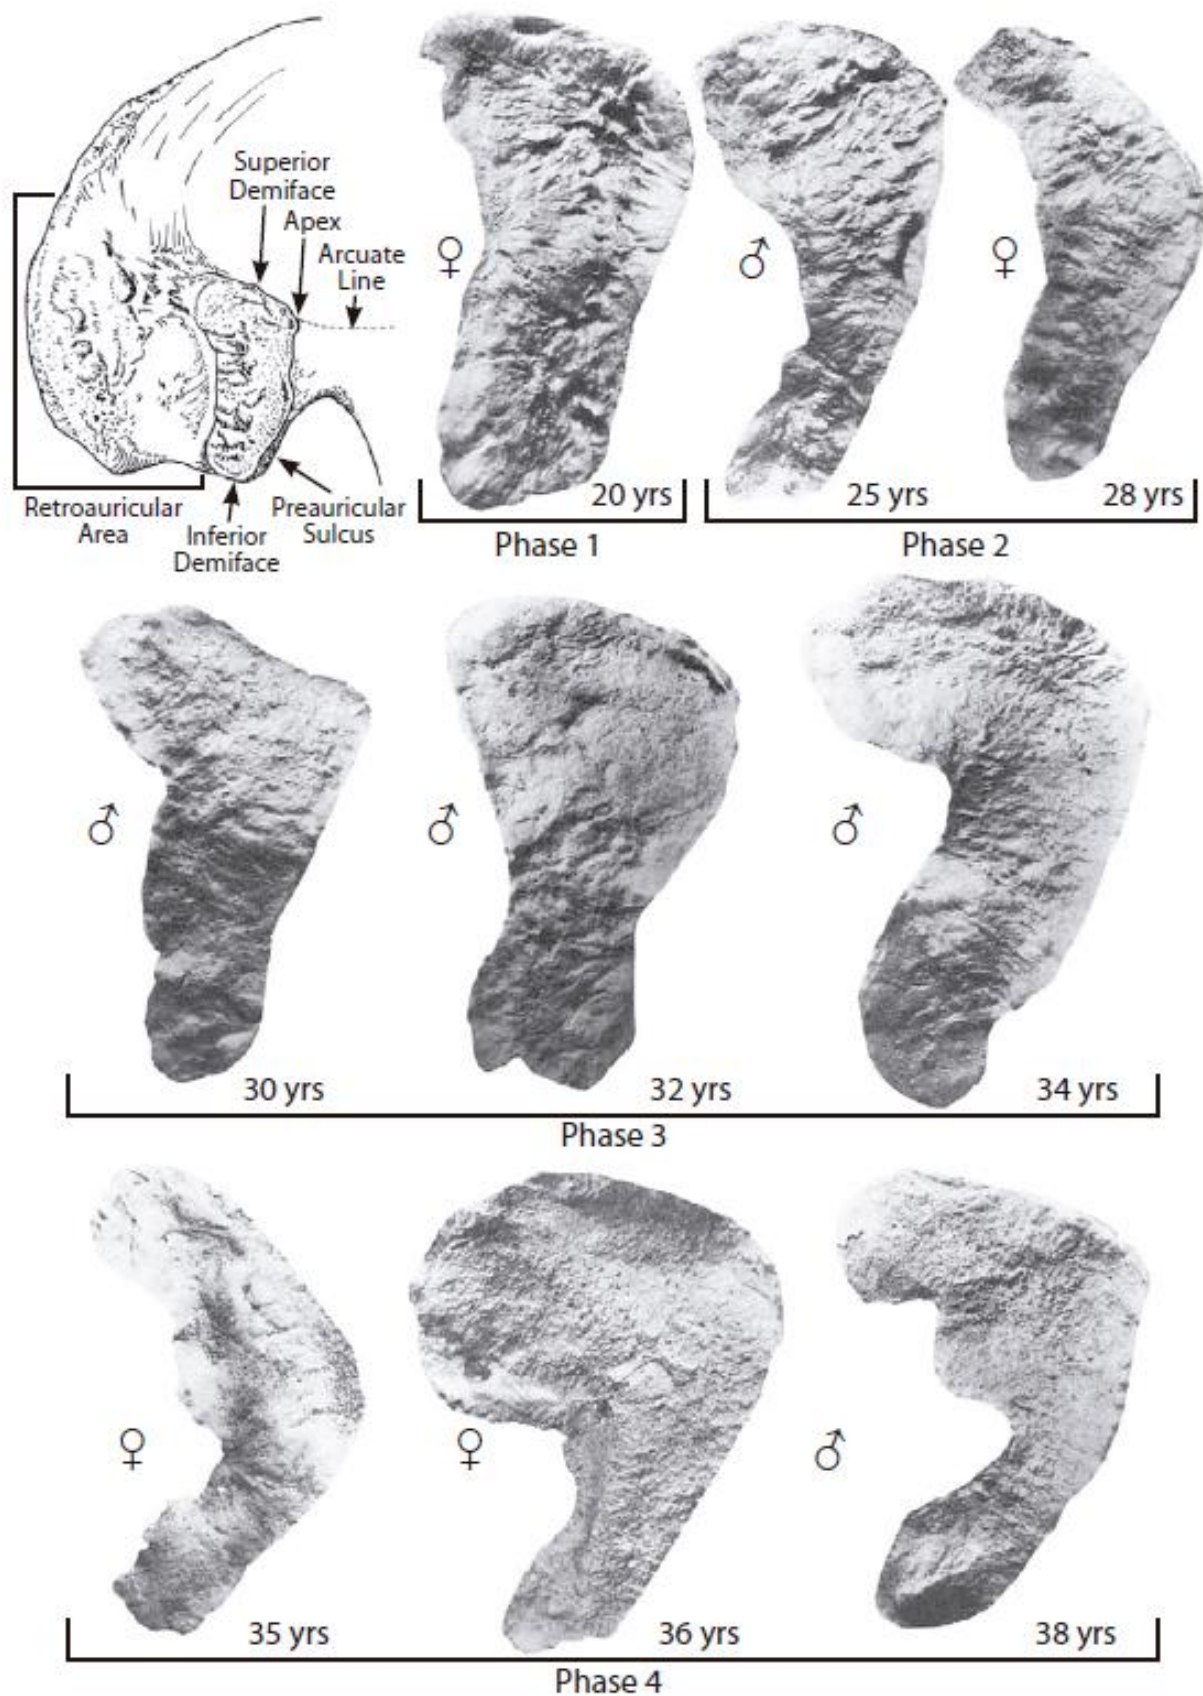 Superior
Demiface
Apex
Arcuate
Line
Retroauricular
Area
Inferior
Demiface
Preauricular
Sulcus
♀
20 yrs
Phase 1
♂
25 yrs
♀
28 yrs
Phase 2
♂
30 yrs
♂
32 yrs
♂
34 yrs
Phase 3
♀
35 yrs
♀
36 yrs
♂
38 yrs
Phase 4